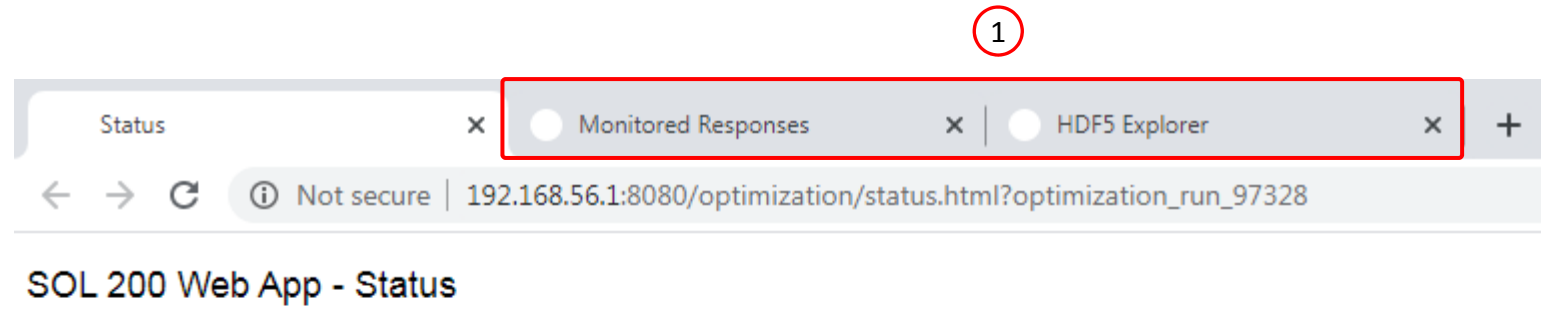 1
Status Monitored Responses HDF5 Explorer
Not secure 192.168.56.1:8080/optimization/status.html?optimization_run_97328
SOL 200 Web App - Status